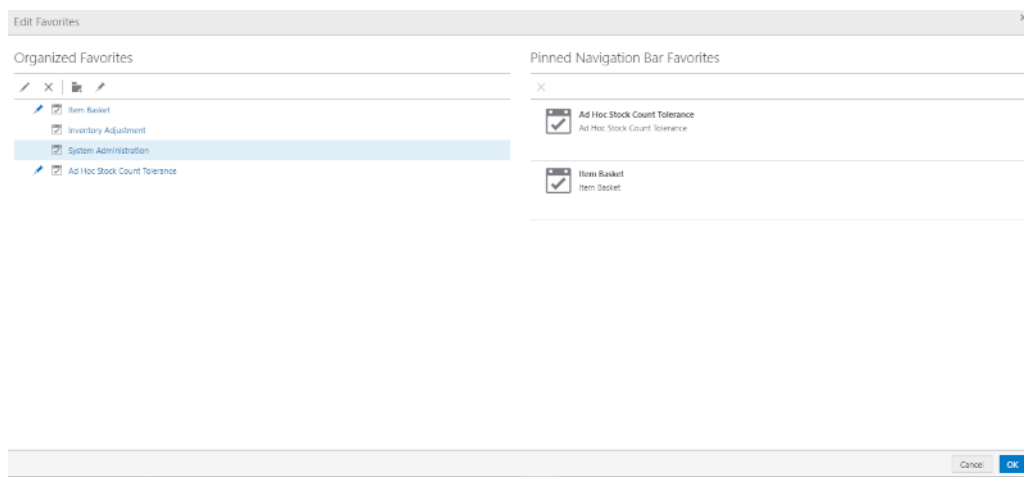 Edit Favorites
Organized Favorites
Item Basket
Inventory Adjustment
System Administration
Ad Hoc Stock Count Tolerance
Pinned Navigation Bar Favorites
Ad Hoc Stock Count Tolerance
Ad Hoc Stock Count Tolerance
Item Basket
Item Basket
Cancel
OK